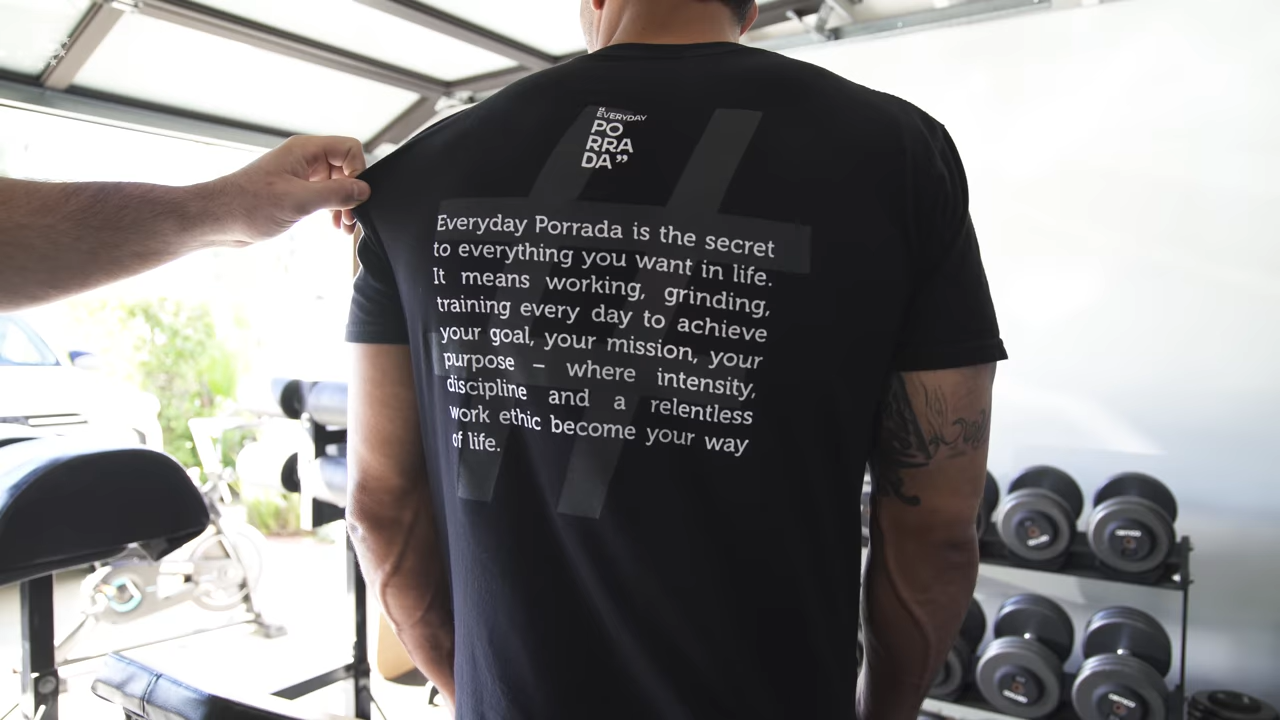 “EVERYDAY
PO
RRA
DA”
Everyday Porrada is the secret
to everything you want in life.
It means working, grinding,
training every day to achieve
your goal, your mission, your
purpose – where intensity,
discipline and a relentless
work ethic become your way
of life.